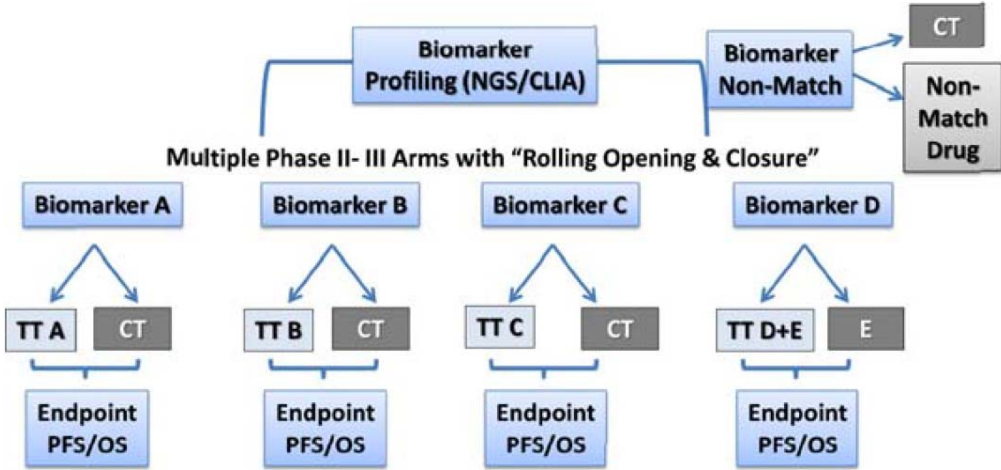 Biomarker
Profiling (NGS/CLIA)
Biomarker
Non-Match
CT
Non-
Match
Drug
Multiple Phase II- III Arms with “Rolling Opening & Closure”
Biomarker A
Biomarker B
Biomarker C
Biomarker D
TT A
CT
TT B
CT
TT C
CT
TT D+E
E
Endpoint
PFS/OS
Endpoint
PFS/OS
Endpoint
PFS/OS
Endpoint
PFS/OS